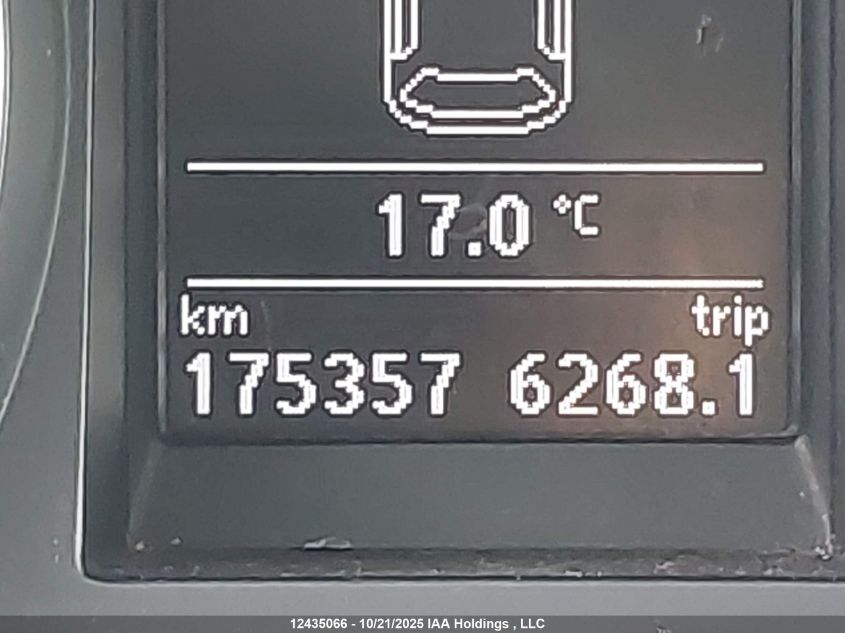 17.0 °C
km trip
175357 6268.1
12435066 - 10/21/2025 IAA Holdings , LLC